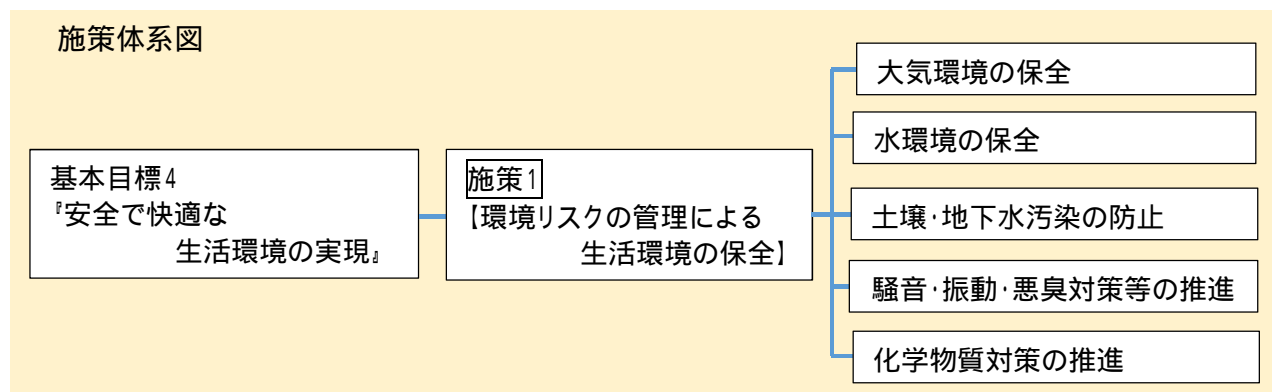 施策体系図
基本目標4
『安全で快適な
生活環境の実現』
施策1
【環境リスクの管理による
生活環境の保全】
大気環境の保全
水環境の保全
土壌・地下水汚染の防止
騒音・振動・悪臭対策等の推進
化学物質対策の推進